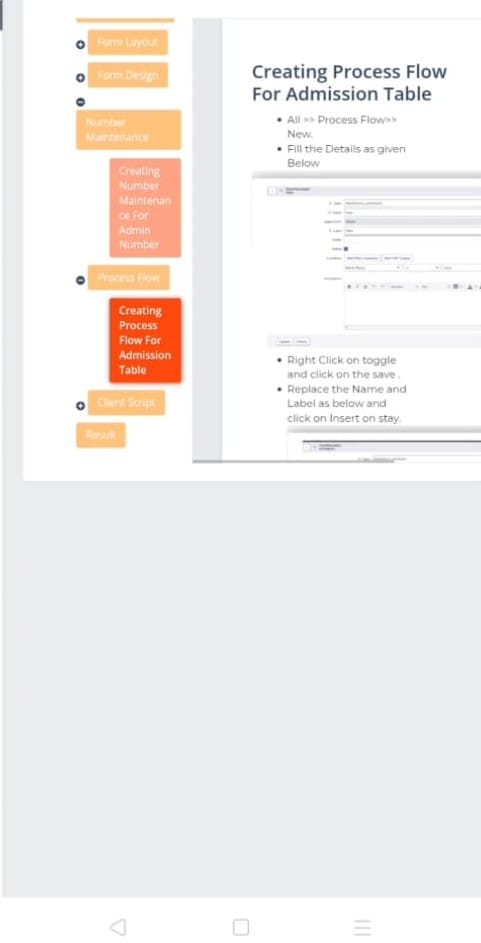 Form Layout
Form Design
Number
Maintenance
Creating
Number
Maintenan
ce For
Admin
Number
Process Flow
Creating
Process
Flow For
Admission
Table
Client Script
Result
Creating Process Flow
For Admission Table
All >> Process Flow>>
New.
Fill the Details as given
Below
Right Click on toggle
and click on the save .
Replace the Name and
Label as below and
click on Insert on stay.